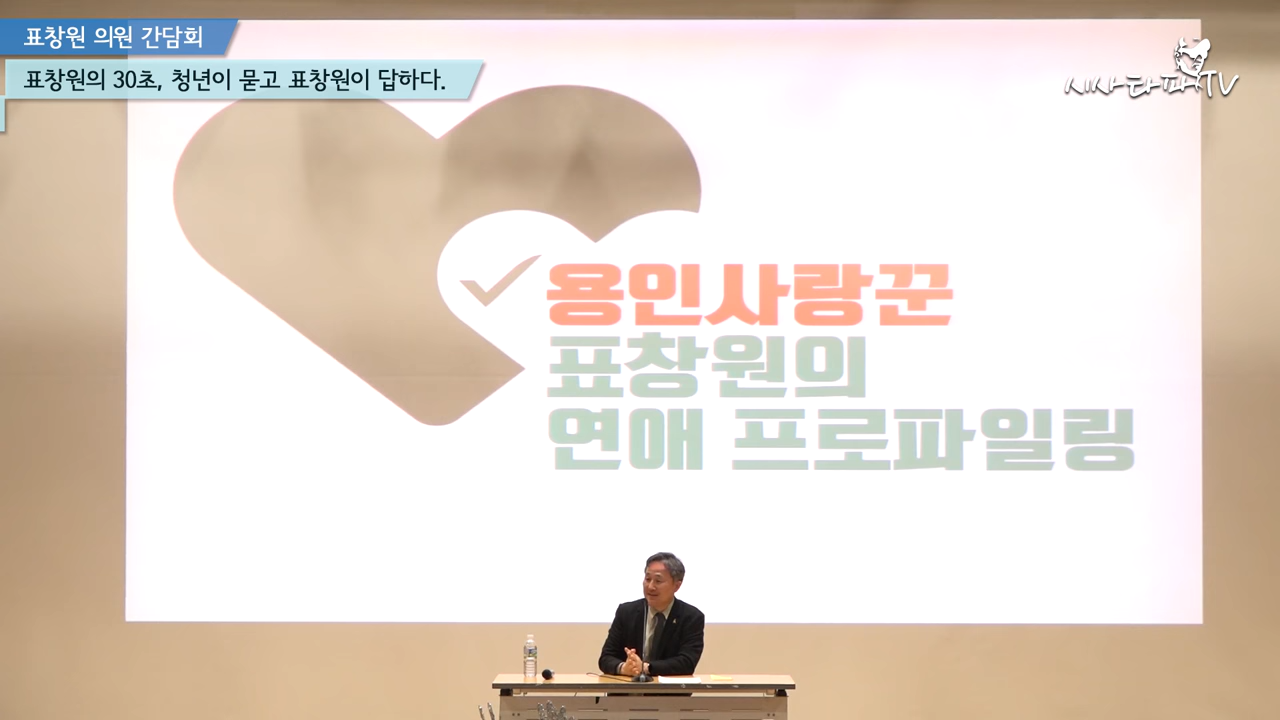 표창원 의원 간담회
표창원의 30초, 청년이 묻고 표창원이 답하다.
시사타파TV
용인사랑꾼
표창원의
연애 프로파일링